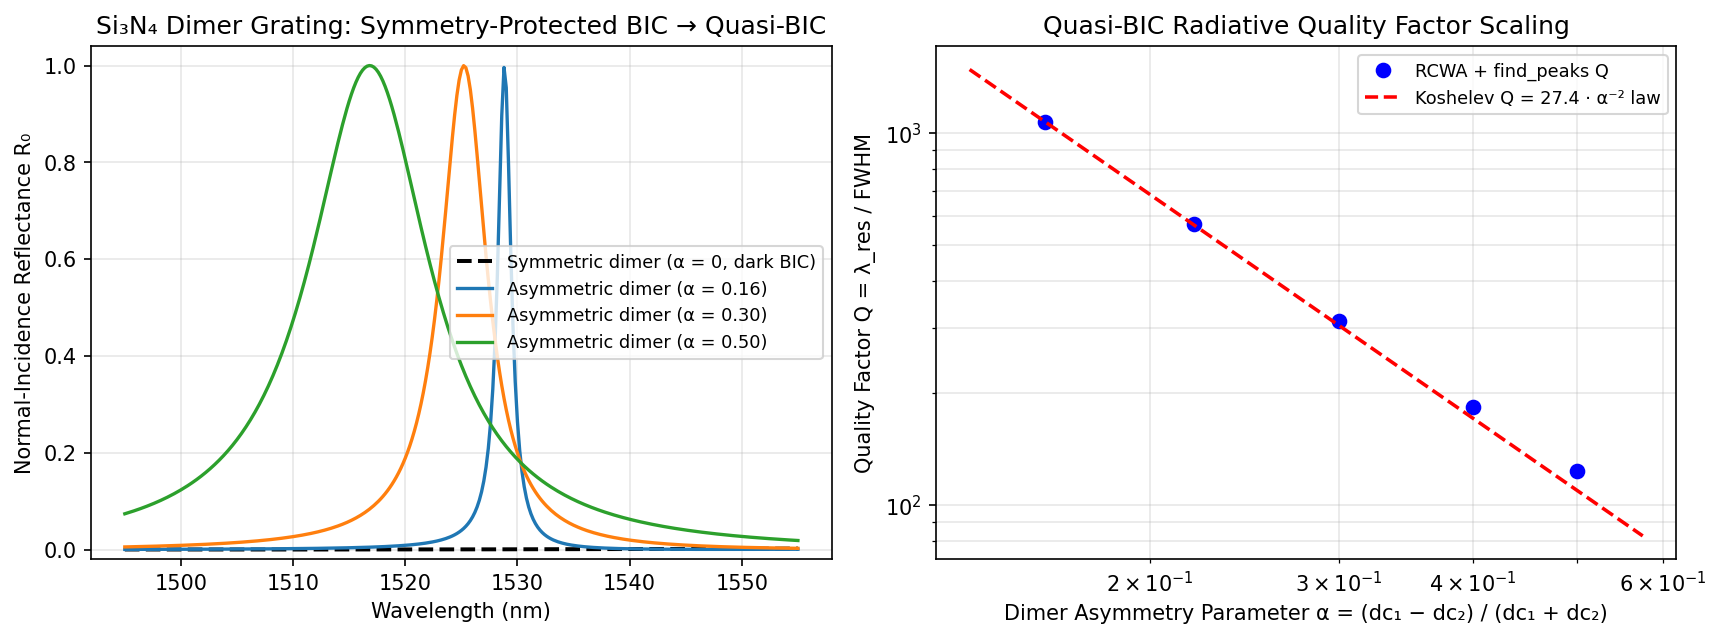 Si₃N₄ Dimer Grating: Symmetry-Protected BIC → Quasi-BIC
Normal-Incidence Reflectance R₀
1.0
0.8
0.6
0.4
0.2
0.0
Symmetric dimer (α = 0, dark BIC)
Asymmetric dimer (α = 0.16)
Asymmetric dimer (α = 0.30)
Asymmetric dimer (α = 0.50)
1500
1510
1520
1530
1540
1550
Wavelength (nm)
Quasi-BIC Radiative Quality Factor Scaling
Quality Factor Q = λ_res / FWHM
10³
10²
RCWA + find_peaks Q
Koshelev Q = 27.4 · α⁻² law
2 × 10⁻¹
3 × 10⁻¹
4 × 10⁻¹
6 × 10⁻¹
Dimer Asymmetry Parameter α = (dc₁ − dc₂) / (dc₁ + dc₂)